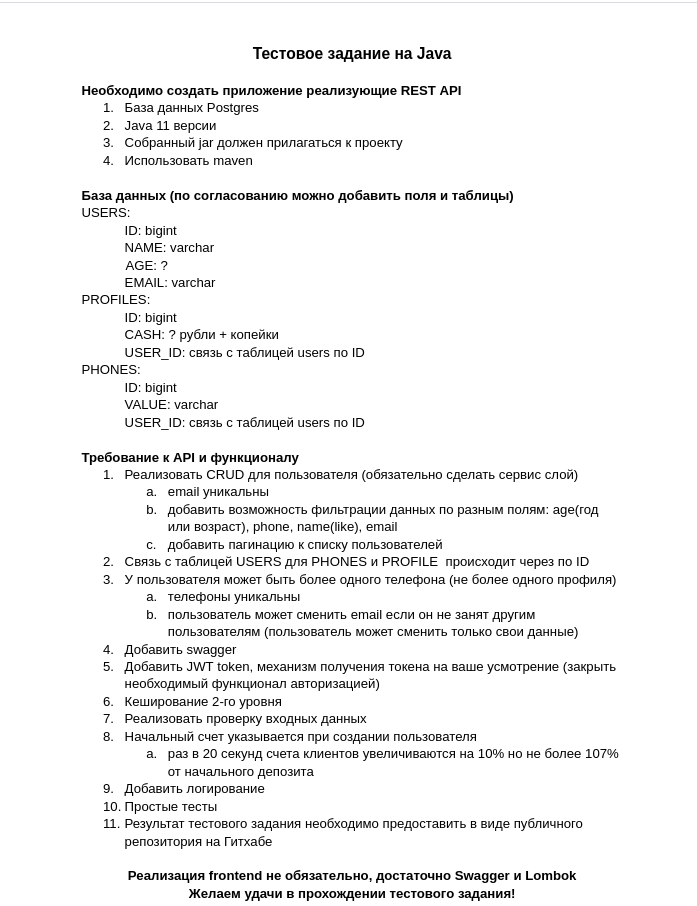 Тестовое задание на Java
Необходимо создать приложение реализующие REST API
1. База данных Postgres
2. Java 11 версии
3. Собранный jar должен прилагаться к проекту
4. Использовать maven
База данных (по согласованию можно добавить поля и таблицы)
USERS:
ID: bigint
NAME: varchar
AGE: ?
EMAIL: varchar
PROFILES:
ID: bigint
CASH: ? рубли + копейки
USER_ID: связь с таблицей users по ID
PHONES:
ID: bigint
VALUE: varchar
USER_ID: связь с таблицей users по ID
Требование к API и функционалу
1. Реализовать CRUD для пользователя (обязательно сделать сервис слой)
a. email уникальны
b. добавить возможность фильтрации данных по разным полям: age(год
или возраст), phone, name(like), email
c. добавить пагинацию к списку пользователей
2. Связь с таблицей USERS для PHONES и PROFILE происходит через по ID
3. У пользователя может быть более одного телефона (не более одного профиля)
a. телефоны уникальны
b. пользователь может сменить email если он не занят другим
пользователям (пользователь может сменить только свои данные)
4. Добавить swagger
5. Добавить JWT token, механизм получения токена на ваше усмотрение (закрыть
необходимый функционал авторизацией)
6. Кеширование 2-го уровня
7. Реализовать проверку входных данных
8. Начальный счет указывается при создании пользователя
a. раз в 20 секунд счета клиентов увеличиваются на 10% но не более 107%
от начального депозита
9. Добавить логирование
10. Простые тесты
11. Результат тестового задания необходимо предоставить в виде публичного
репозитория на Гитхабе
Реализация frontend не обязательно, достаточно Swagger и Lombok
Желаем удачи в прохождении тестового задания!